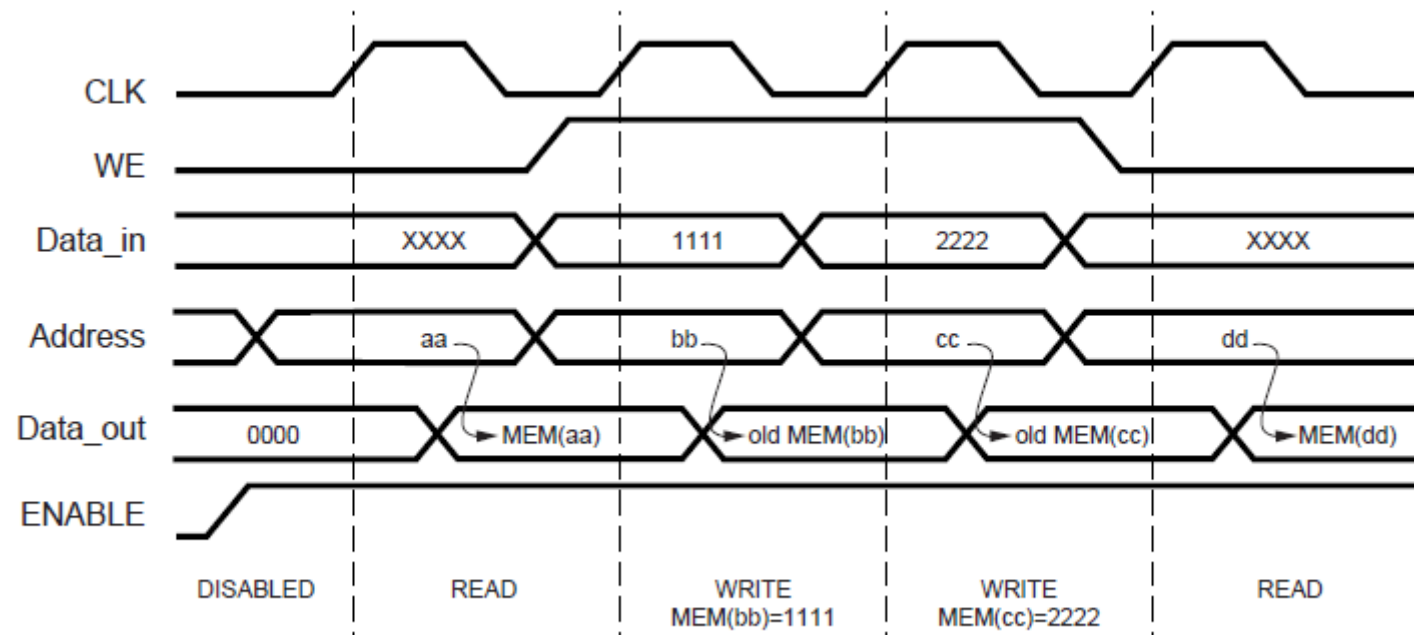 CLK
WE
Data_in XXXX 1111 2222 XXXX
Address aa bb cc dd
Data_out 0000 MEM(aa) old MEM(bb) old MEM(cc) MEM(dd)
ENABLE
DISABLED READ WRITE WRITE READ
MEM(bb)=1111 MEM(cc)=2222